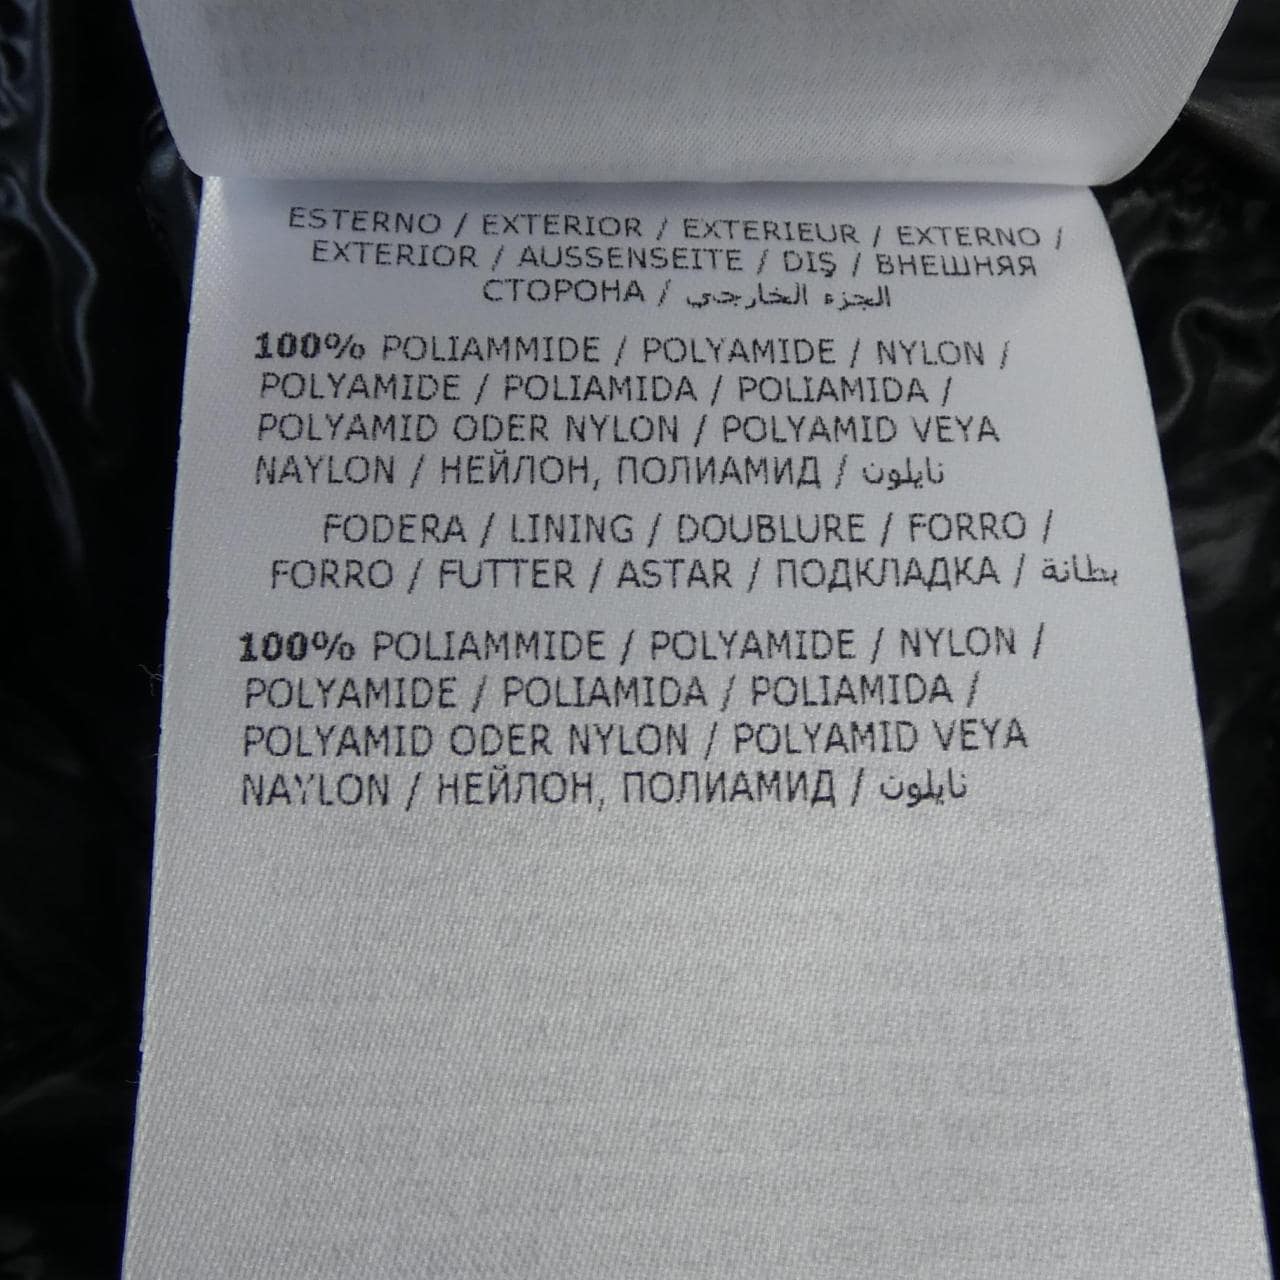 ESTERNO / EXTERIOR / EXTERIEUR / EXTERNO /
EXTERIOR / AUSSENSEITE / DIŞ / ВНЕШНЯЯ
СТОРОНА / الجزء الخارجي
100% POLIAMMIDE / POLYAMIDE / NYLON /
POLYAMIDE / POLIAMIDA / POLIAMIDA /
POLYAMID ODER NYLON / POLYAMID VEYA
NAYLON / НЕЙЛОН, ПОЛИАМИД / نايلون
FODERA / LINING / DOUBLURE / FORRO /
FORRO / FUTTER / ASTAR / ПОДКЛАДКА / بطانة
100% POLIAMMIDE / POLYAMIDE / NYLON /
POLYAMIDE / POLIAMIDA / POLIAMIDA /
POLYAMID ODER NYLON / POLYAMID VEYA
NAYLON / НЕЙЛОН, ПОЛИАМИД / نايلون